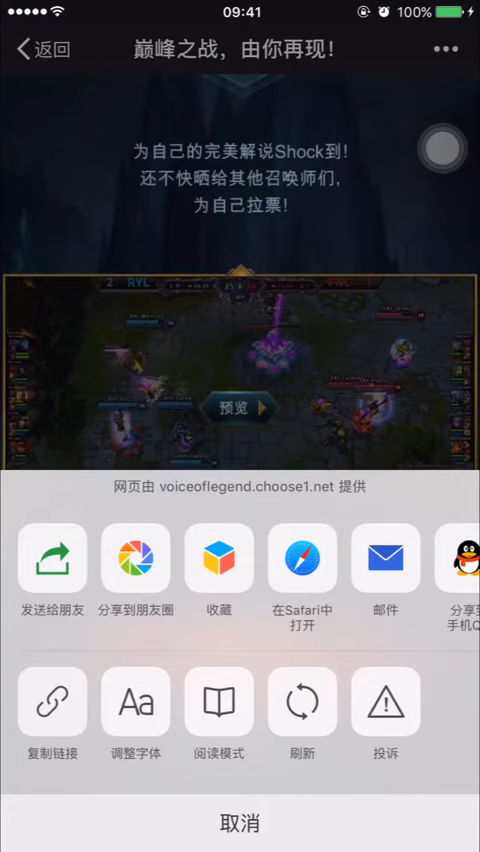 09:41
100%
返回
巅峰之战，由你再现！
为自己的完美解说Shock到！
还不快晒给其他召唤师们，
为自己拉票！
2 RYL
FNC
预览
网页由 voiceoflegend.choose1.net 提供
发送给朋友
分享到朋友圈
收藏
在Safari中
打开
邮件
分享到
手机Q
复制链接
Aa
调整字体
阅读模式
刷新
投诉
取消